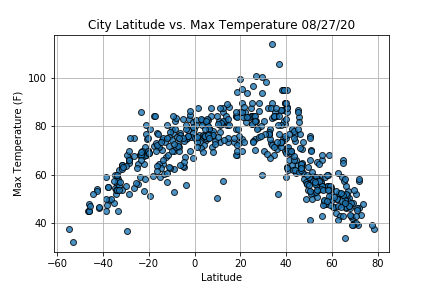 City Latitude vs. Max Temperature 08/27/20
Max Temperature (F)
100
80
60
40
−60 −40 −20 0 20 40 60 80
Latitude